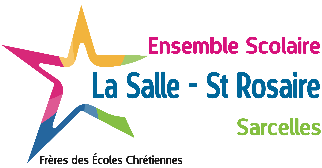 Ensemble Scolaire
La Salle - St Rosaire
Sarcelles
Frères des Écoles Chrétiennes